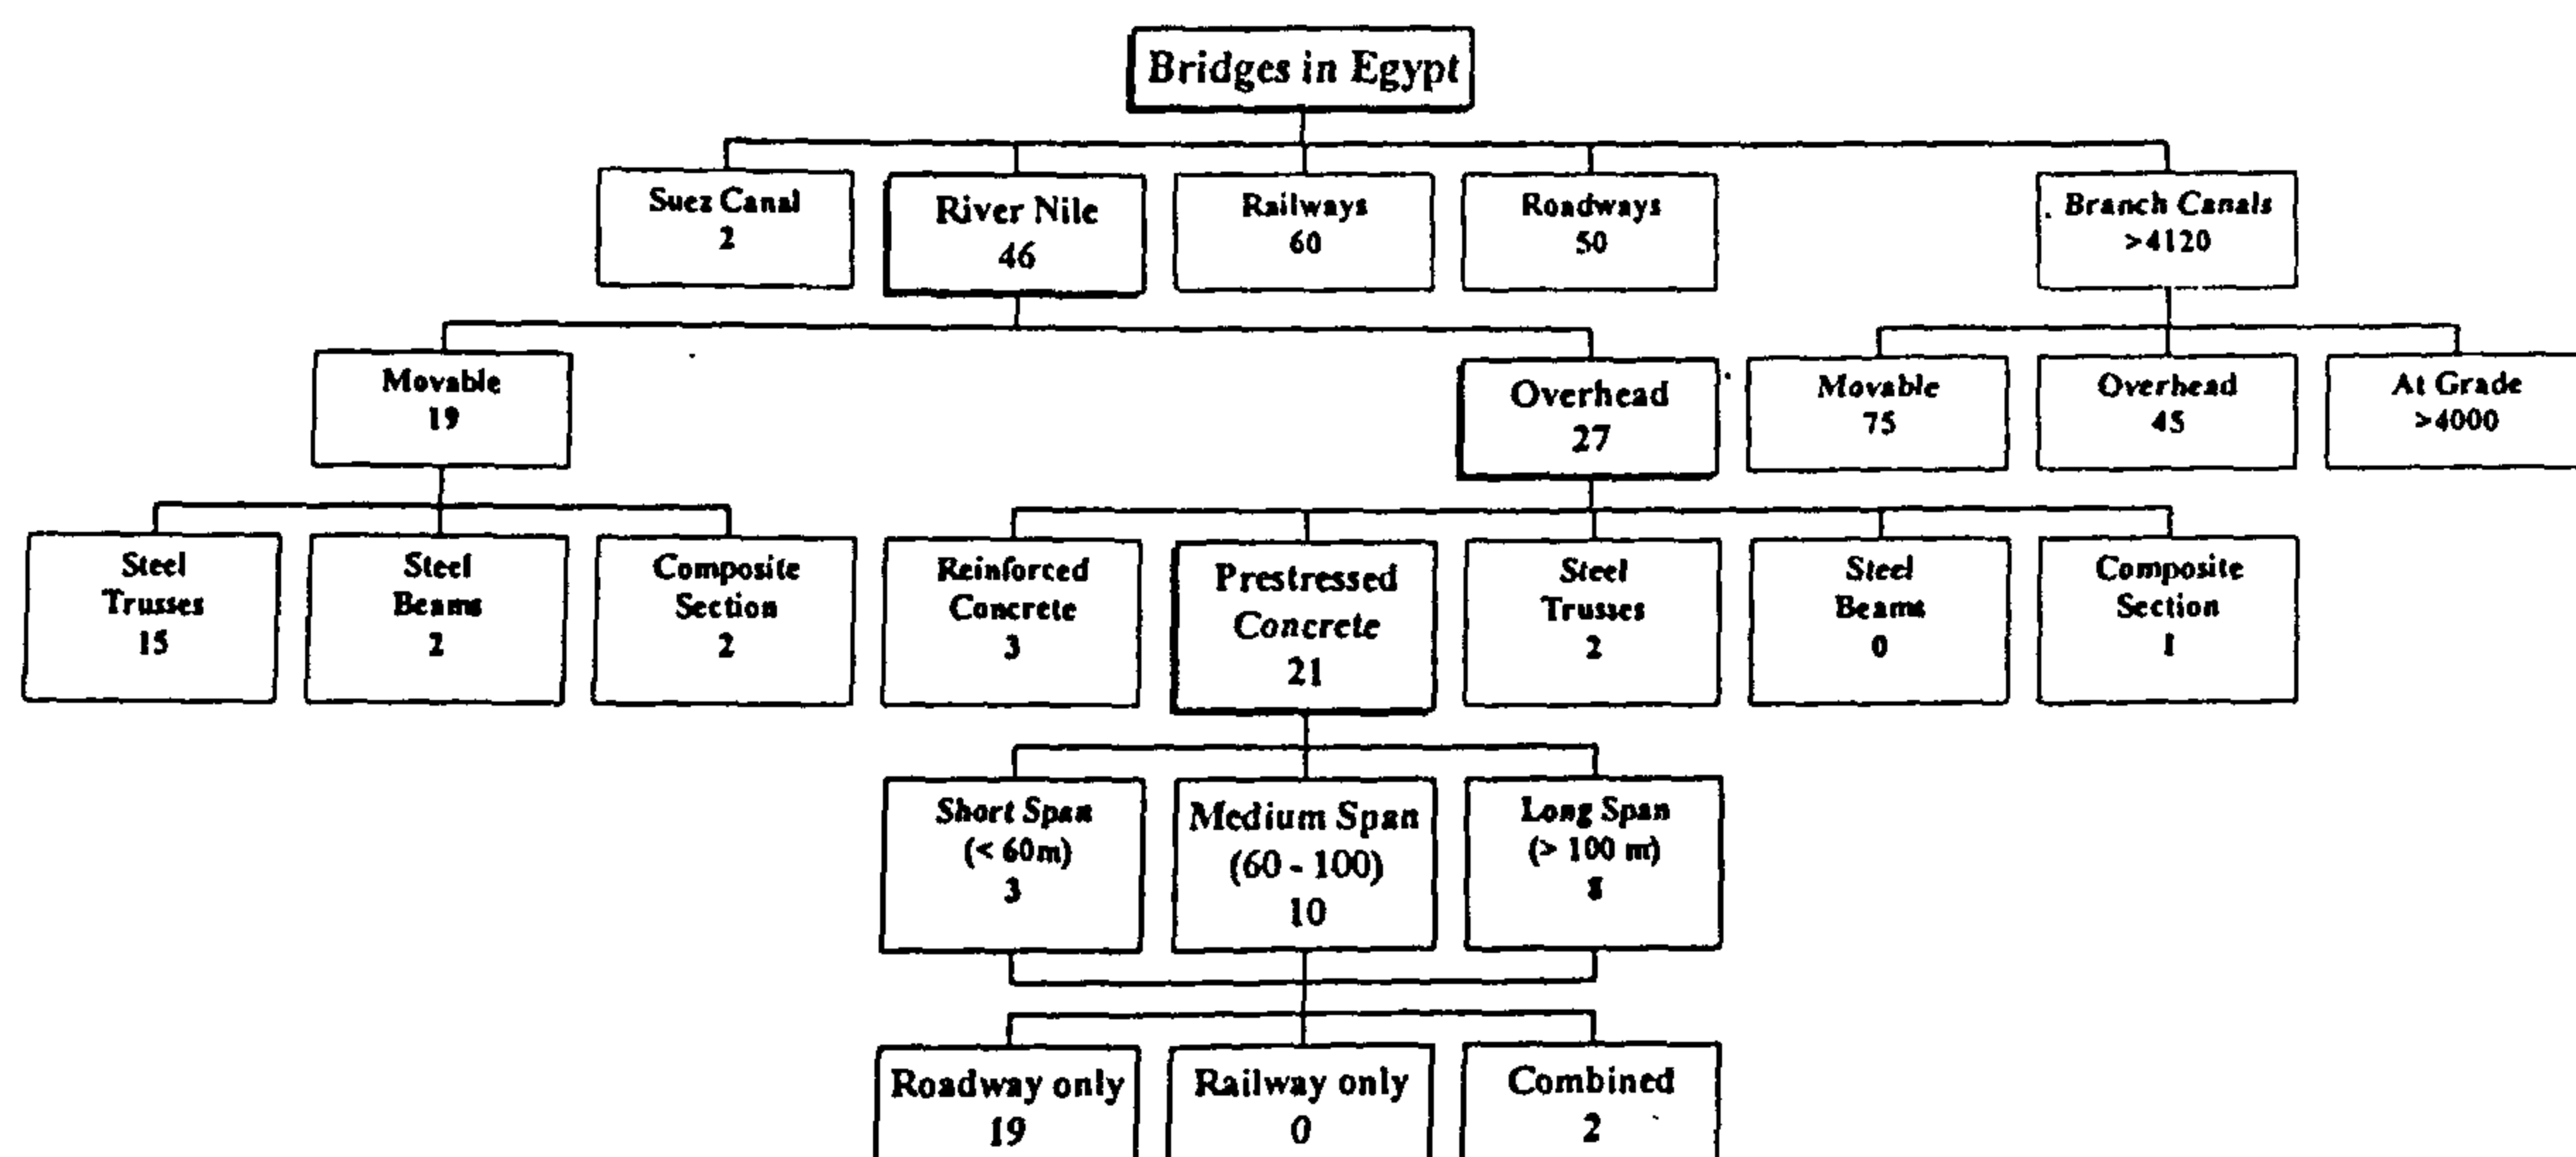 Bridges in Egypt
Suez Canal
2
River Nile
46
Railways
60
Roadways
50
Branch Canals
>4120
Movable
19
Overhead
27
Movable
75
Overhead
45
At Grade
>4000
Steel
Trusses
15
Steel
Beams
2
Composite
Section
2
Reinforced
Concrete
3
Prestressed
Concrete
21
Steel
Trusses
2
Steel
Beams
0
Composite
Section
1
Short Span
(< 60m)
3
Medium Span
(60 - 100)
10
Long Span
(> 100 m)
8
Roadway only
19
Railway only
0
Combined
2